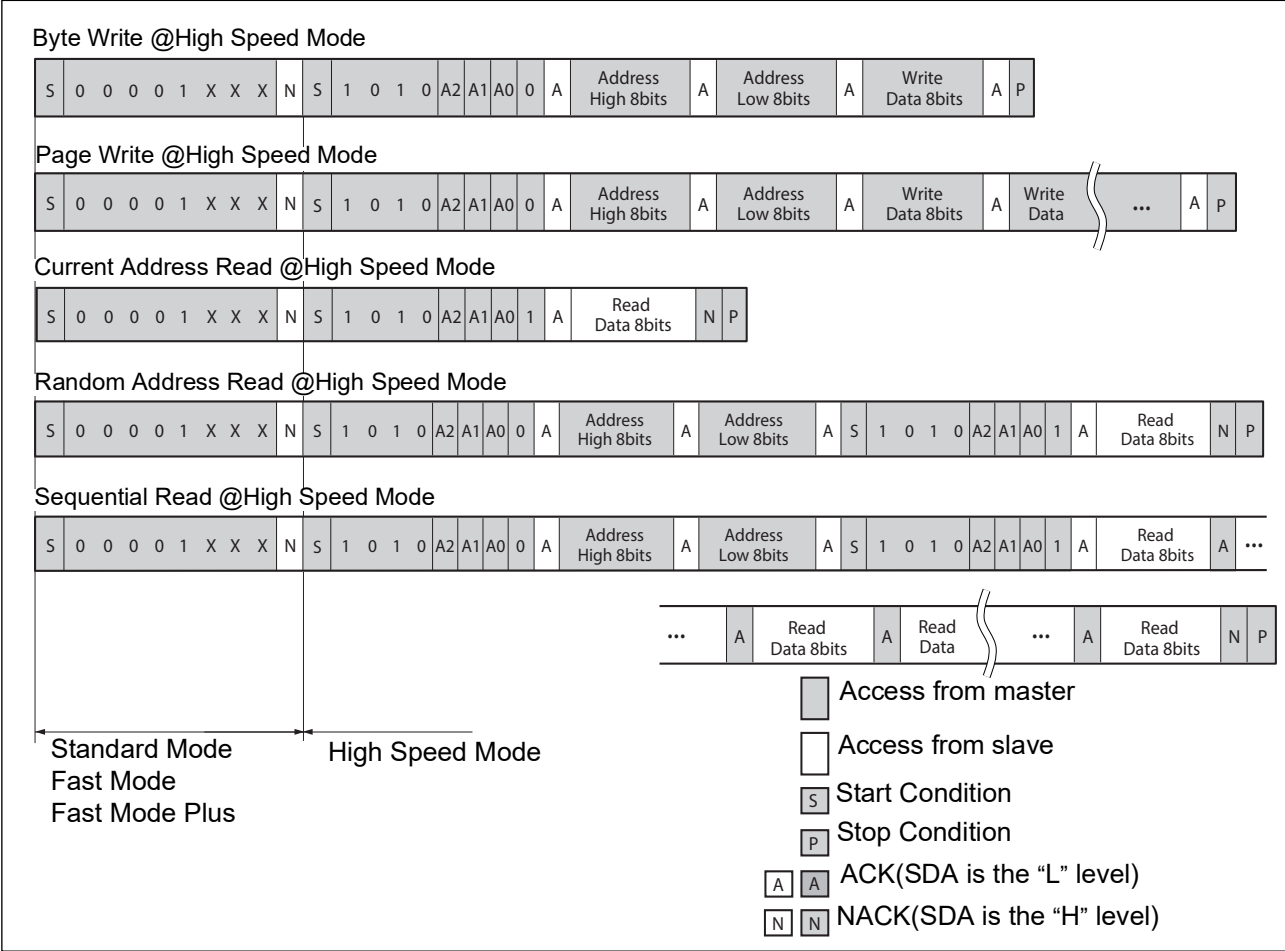 Byte Write @High Speed Mode
S 0 0 0 0 1 X X X N S 1 0 1 0 A2 A1 A0 0 A Address High 8bits A Address Low 8bits A Write Data 8bits A P
Page Write @High Speed Mode
S 0 0 0 0 1 X X X N S 1 0 1 0 A2 A1 A0 0 A Address High 8bits A Address Low 8bits A Write Data 8bits A Write Data ... A P
Current Address Read @High Speed Mode
S 0 0 0 0 1 X X X N S 1 0 1 0 A2 A1 A0 1 A Read Data 8bits N P
Random Address Read @High Speed Mode
S 0 0 0 0 1 X X X N S 1 0 1 0 A2 A1 A0 0 A Address High 8bits A Address Low 8bits A S 1 0 1 0 A2 A1 A0 1 A Read Data 8bits N P
Sequential Read @High Speed Mode
S 0 0 0 0 1 X X X N S 1 0 1 0 A2 A1 A0 0 A Address High 8bits A Address Low 8bits A S 1 0 1 0 A2 A1 A0 1 A Read Data 8bits A ...
... A Read Data 8bits A Read Data ... A Read Data 8bits N P
Standard Mode
Fast Mode
Fast Mode Plus
High Speed Mode
Access from master
Access from slave
S Start Condition
P Stop Condition
A A ACK(SDA is the “L” level)
N N NACK(SDA is the “H” level)